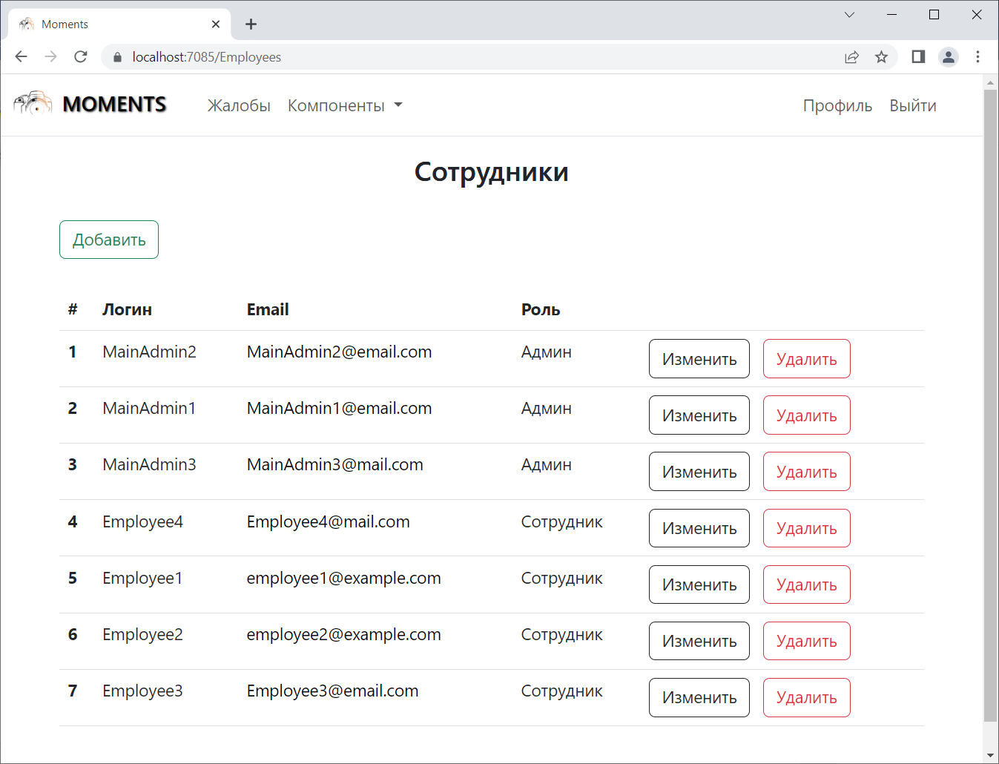 Moments
localhost:7085/Employees
MOMENTS Жалобы Компоненты Профиль Выйти
Сотрудники
Добавить
# Логин Email Роль
1 MainAdmin2 MainAdmin2@email.com Админ Изменить Удалить
2 MainAdmin1 MainAdmin1@email.com Админ Изменить Удалить
3 MainAdmin3 MainAdmin3@mail.com Админ Изменить Удалить
4 Employee4 Employee4@mail.com Сотрудник Изменить Удалить
5 Employee1 employee1@example.com Сотрудник Изменить Удалить
6 Employee2 employee2@example.com Сотрудник Изменить Удалить
7 Employee3 Employee3@email.com Сотрудник Изменить Удалить